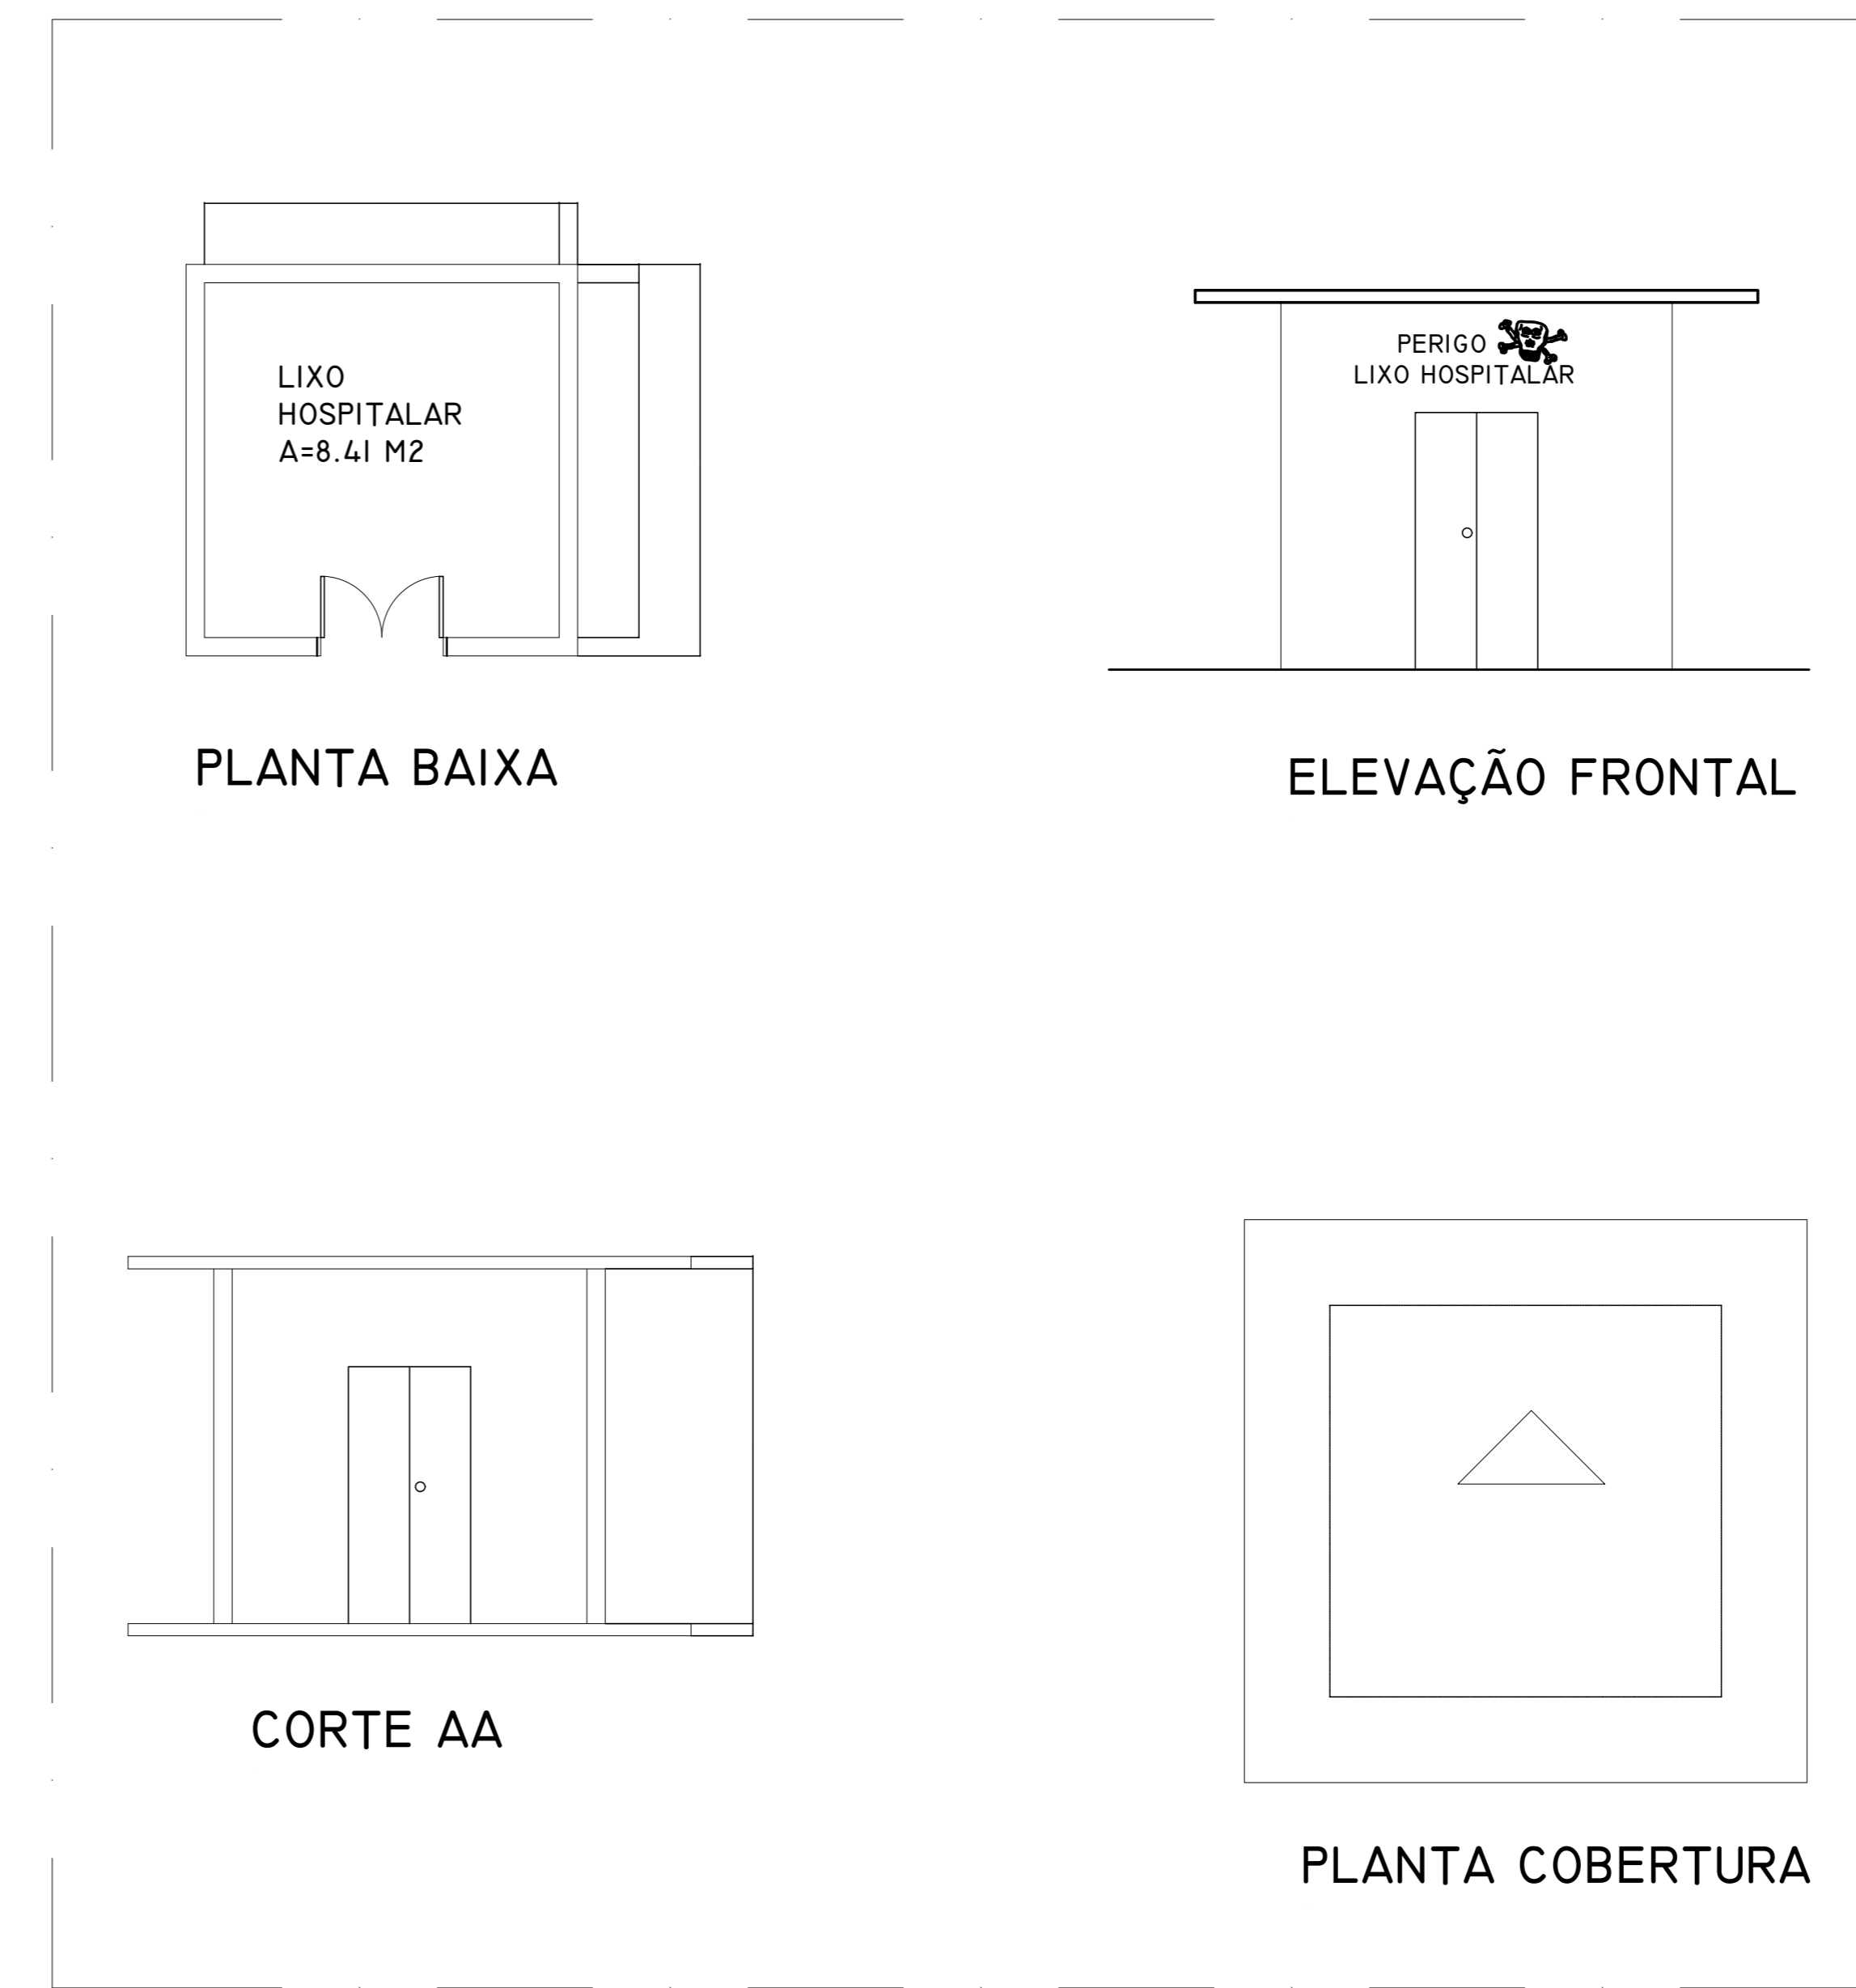 LIXO
HOSPITALAR
A=8.41 M2
PLANTA BAIXA
PERIGO
LIXO HOSPITALAR
ELEVAÇÃO FRONTAL
CORTE AA
PLANTA COBERTURA